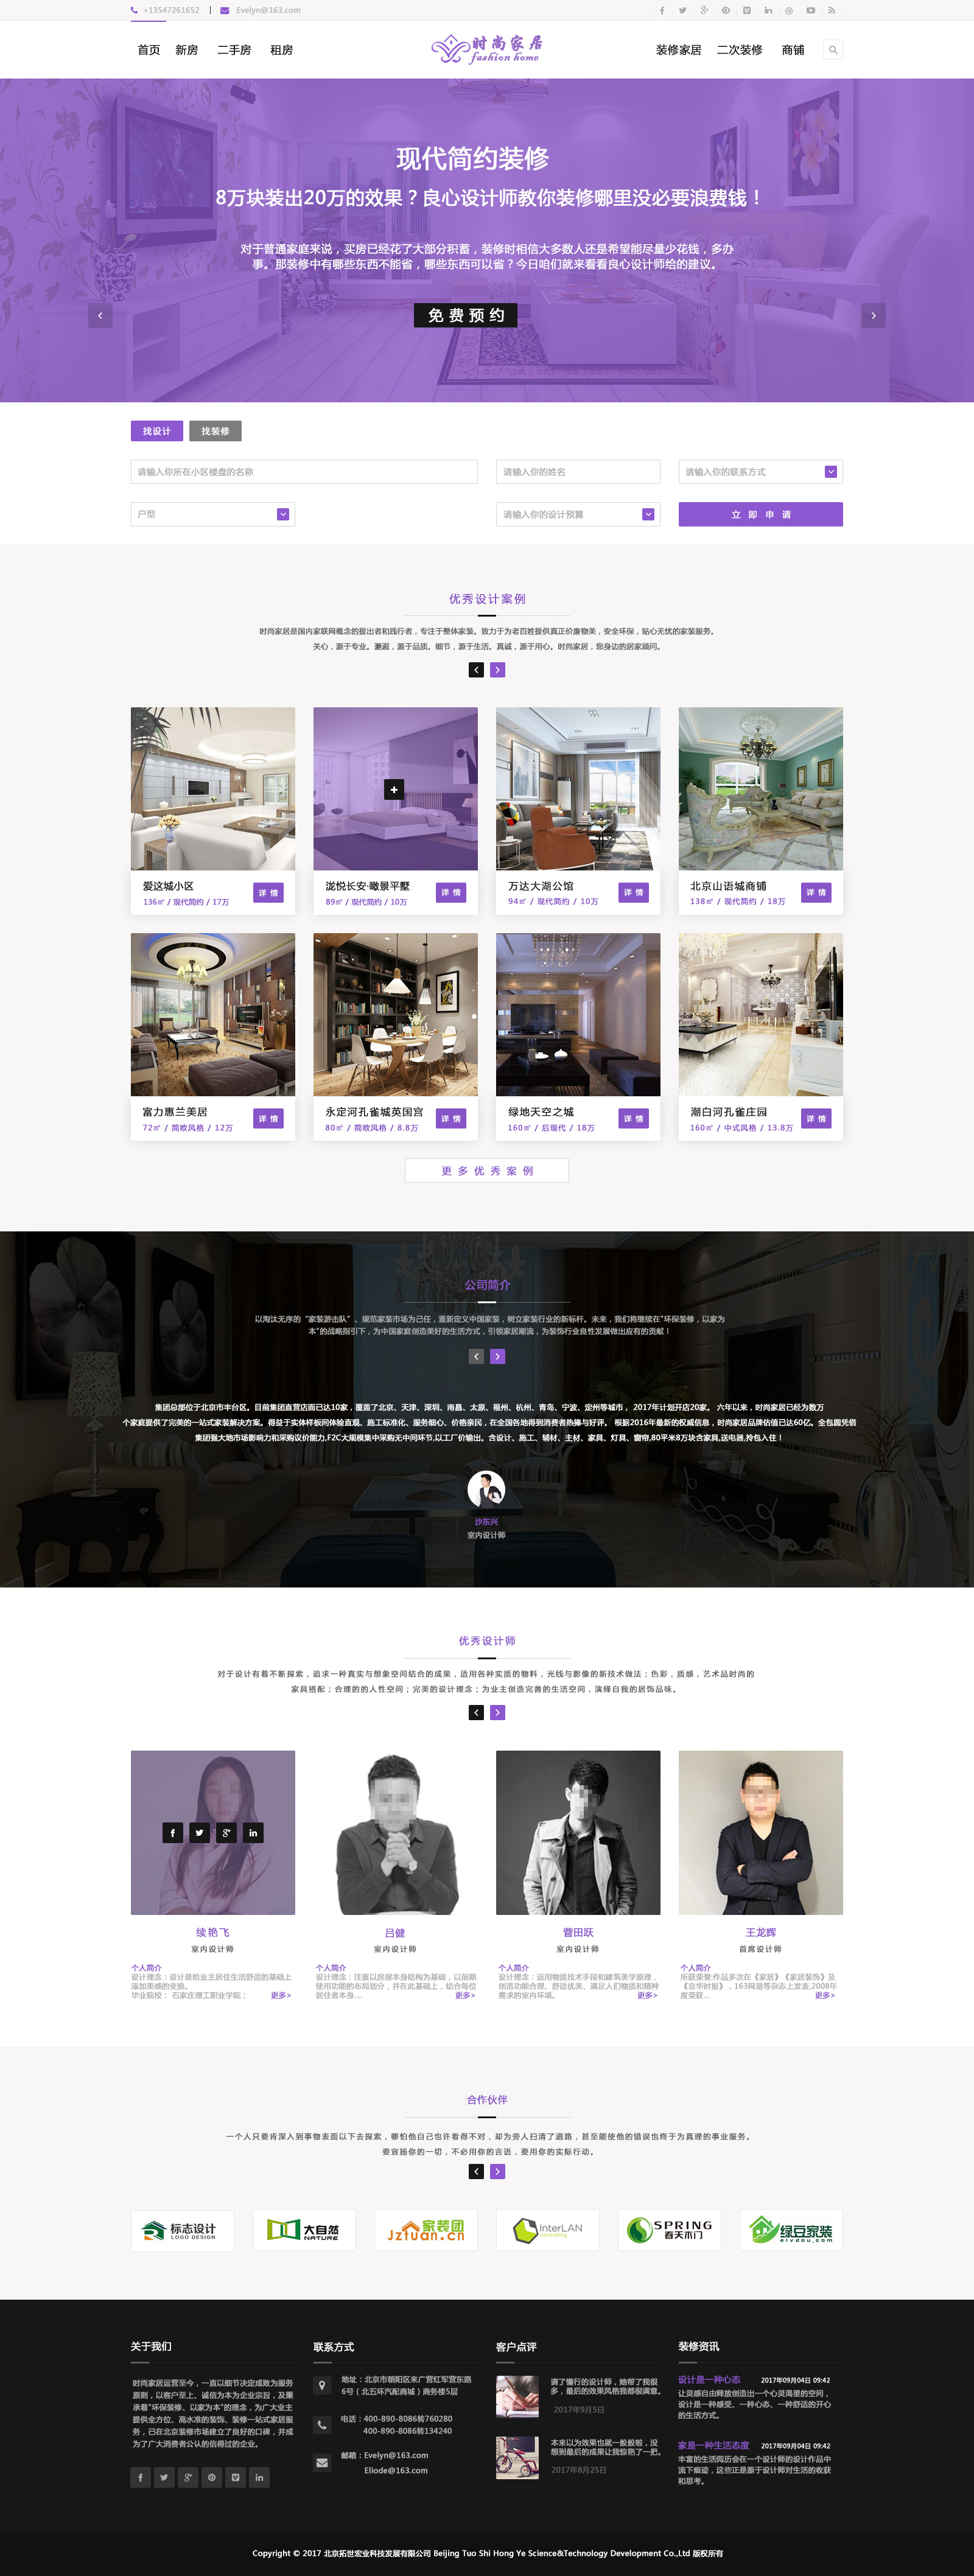 +13547261652 | Evelyn@163.com
首页 新房 二手房 租房
时尚家居
fashion home
装修家居 二次装修 商铺
现代简约装修
8万块装出20万的效果？良心设计师教你装修哪里没必要浪费钱！
对于普通家庭来说，买房已经花了大部分积蓄，装修时相信大多数人还是希望能尽量少花钱，多办
事。那装修中有哪些东西不能省，哪些东西可以省？今日咱们就来看看良心设计师给的建议。
免费预约
找设计 找装修
请输入你所在小区楼盘的名称 请输入你的姓名 请输入你的联系方式
户型 请输入你的设计预算 立即申请
优秀设计案例
时尚家居是国内家联网概念的提出者和践行者，专注于整体家装。致力于为老百姓提供真正价廉物美，安全环保，贴心无忧的家装服务。
关心，源于专业。邂逅，源于品质。细节，源于生活。真诚，源于用心。时尚家居，您身边的居家顾问。
爱这城小区 详情
136㎡ / 现代简约 / 17万
泷悦长安·瞰景平墅 详情
89㎡ / 现代简约 / 10万
万达大湖公馆 详情
94㎡ / 现代简约 / 10万
北京山语城商铺 详情
138㎡ / 现代简约 / 18万
富力惠兰美居 详情
72㎡ / 简欧风格 / 12万
永定河孔雀城英国宫 详情
80㎡ / 简欧风格 / 8.8万
绿地天空之城 详情
160㎡ / 后现代 / 18万
潮白河孔雀庄园 详情
160㎡ / 中式风格 / 13.8万
更多优秀案例
公司简介
以淘汰无序的“家装游击队”、规范家装市场为己任，重新定义中国家装，树立家装行业的新标杆。未来，我们将继续在"环保装修，以家为
本"的战略指引下，为中国家庭创造美好的生活方式，引领家居潮流，为装饰行业良性发展做出应有的贡献！
集团总部位于北京市丰台区。目前集团直营店面已达10家，覆盖了北京、天津、深圳、南昌、太原、福州、杭州、青岛、宁波、定州等城市， 2017年计划开店20家。 六年以来，时尚家居已经为数万
个家庭提供了完美的一站式家装解决方案。得益于实体样板间体验直观、施工标准化、服务细心、价格亲民，在全国各地得到消费者热捧与好评。 根据2016年最新的权威信息，时尚家居品牌估值已达60亿。全包圆凭借
集团强大地市场影响力和采购议价能力,F2C大规模集中采购无中间环节,以工厂价输出。含设计、施工、辅材、主材、家具、灯具、窗帘,80平米8万块含家具,送电器,拎包入住！
沙东兴
室内设计师
优秀设计师
对于设计有着不断探索，追求一种真实与想象空间结合的成果，适用各种实质的物料，光线与影像的新技术做法；色彩，质感，艺术品时尚的
家具搭配；合理的的人性空间；完美的设计理念；为业主创造完善的生活空间，演绎自我的居饰品味。
续艳飞
室内设计师
个人简介
设计理念：设计是给业主居住生活舒适的基础上
添加美感的变换。
毕业院校： 石家庄理工职业学院； 更多>
吕健
室内设计师
个人简介
设计理念：注重以房屋本身结构为基础，以前期
使用功能的布局划分，并在此基础上，结合每位
居住者本身.... 更多>
曹田跃
室内设计师
个人简介
设计理念：运用物质技术手段和建筑美学原理，
创造功能合理、舒适优美、满足人们物质和精神
需求的室内环境。 更多>
王龙辉
首席设计师
个人简介
所获荣誉:作品多次在《家居》《家居装饰》及
《京华时报》，163网易等杂志上发表.2008年
度荣获... 更多>
合作伙伴
一个人只要肯深入到事物表面以下去探索，哪怕他自己也许看得不对，却为旁人扫清了道路，甚至能使他的错误也终于为真理的事业服务。
要宣扬你的一切，不必用你的言语，要用你的实际行动。
标志设计
LOGO DESIGN
大自然
NATURE
家装团
Jztuan.cn
InterLAN
consulting
SPRING
春天木门
绿豆家装
elvdou.com
关于我们
时尚家居运营至今，一直以细节决定成败为服务
原则，以客户至上、诚信为本为企业宗旨，及秉
承着"环保装修、以家为本"的理念，为广大业主
提供全方位、高水准的装饰、装修一站式家居服
务，已在北京装修市场建立了良好的口碑，并成
为了广大消费者公认的信得过的企业。
联系方式
地址：北京市朝阳区来广营红军营东路
6号（北五环汽配商城）商务楼5层
电话：400-890-8086转760280
400-890-8086转134240
邮箱：Evelyn@163.com
Eliode@163.com
客户点评
请了懂行的设计师，她帮了我很
多，最后的效果风格我都很满意。
2017年9月5日
本来以为效果也就一般般啦，没
想到最后的成果让我惊艳了一把。
2017年8月25日
装修资讯
设计是一种心态 2017年09月04日 09:42
让灵感自由释放创造出一个心灵渴望的空间，
设计是一种感受、一种心态、一种舒适的开心
的生活方式。
家是一种生活态度 2017年09月04日 09:42
丰富的生活阅历会在一个设计师的设计作品中
流下痕迹，这些正是源于设计师对生活的收获
和思考。
Copyright © 2017 北京拓世宏业科技发展有限公司 Beijing Tuo Shi Hong Ye Science&Technology Development Co.,Ltd 版权所有